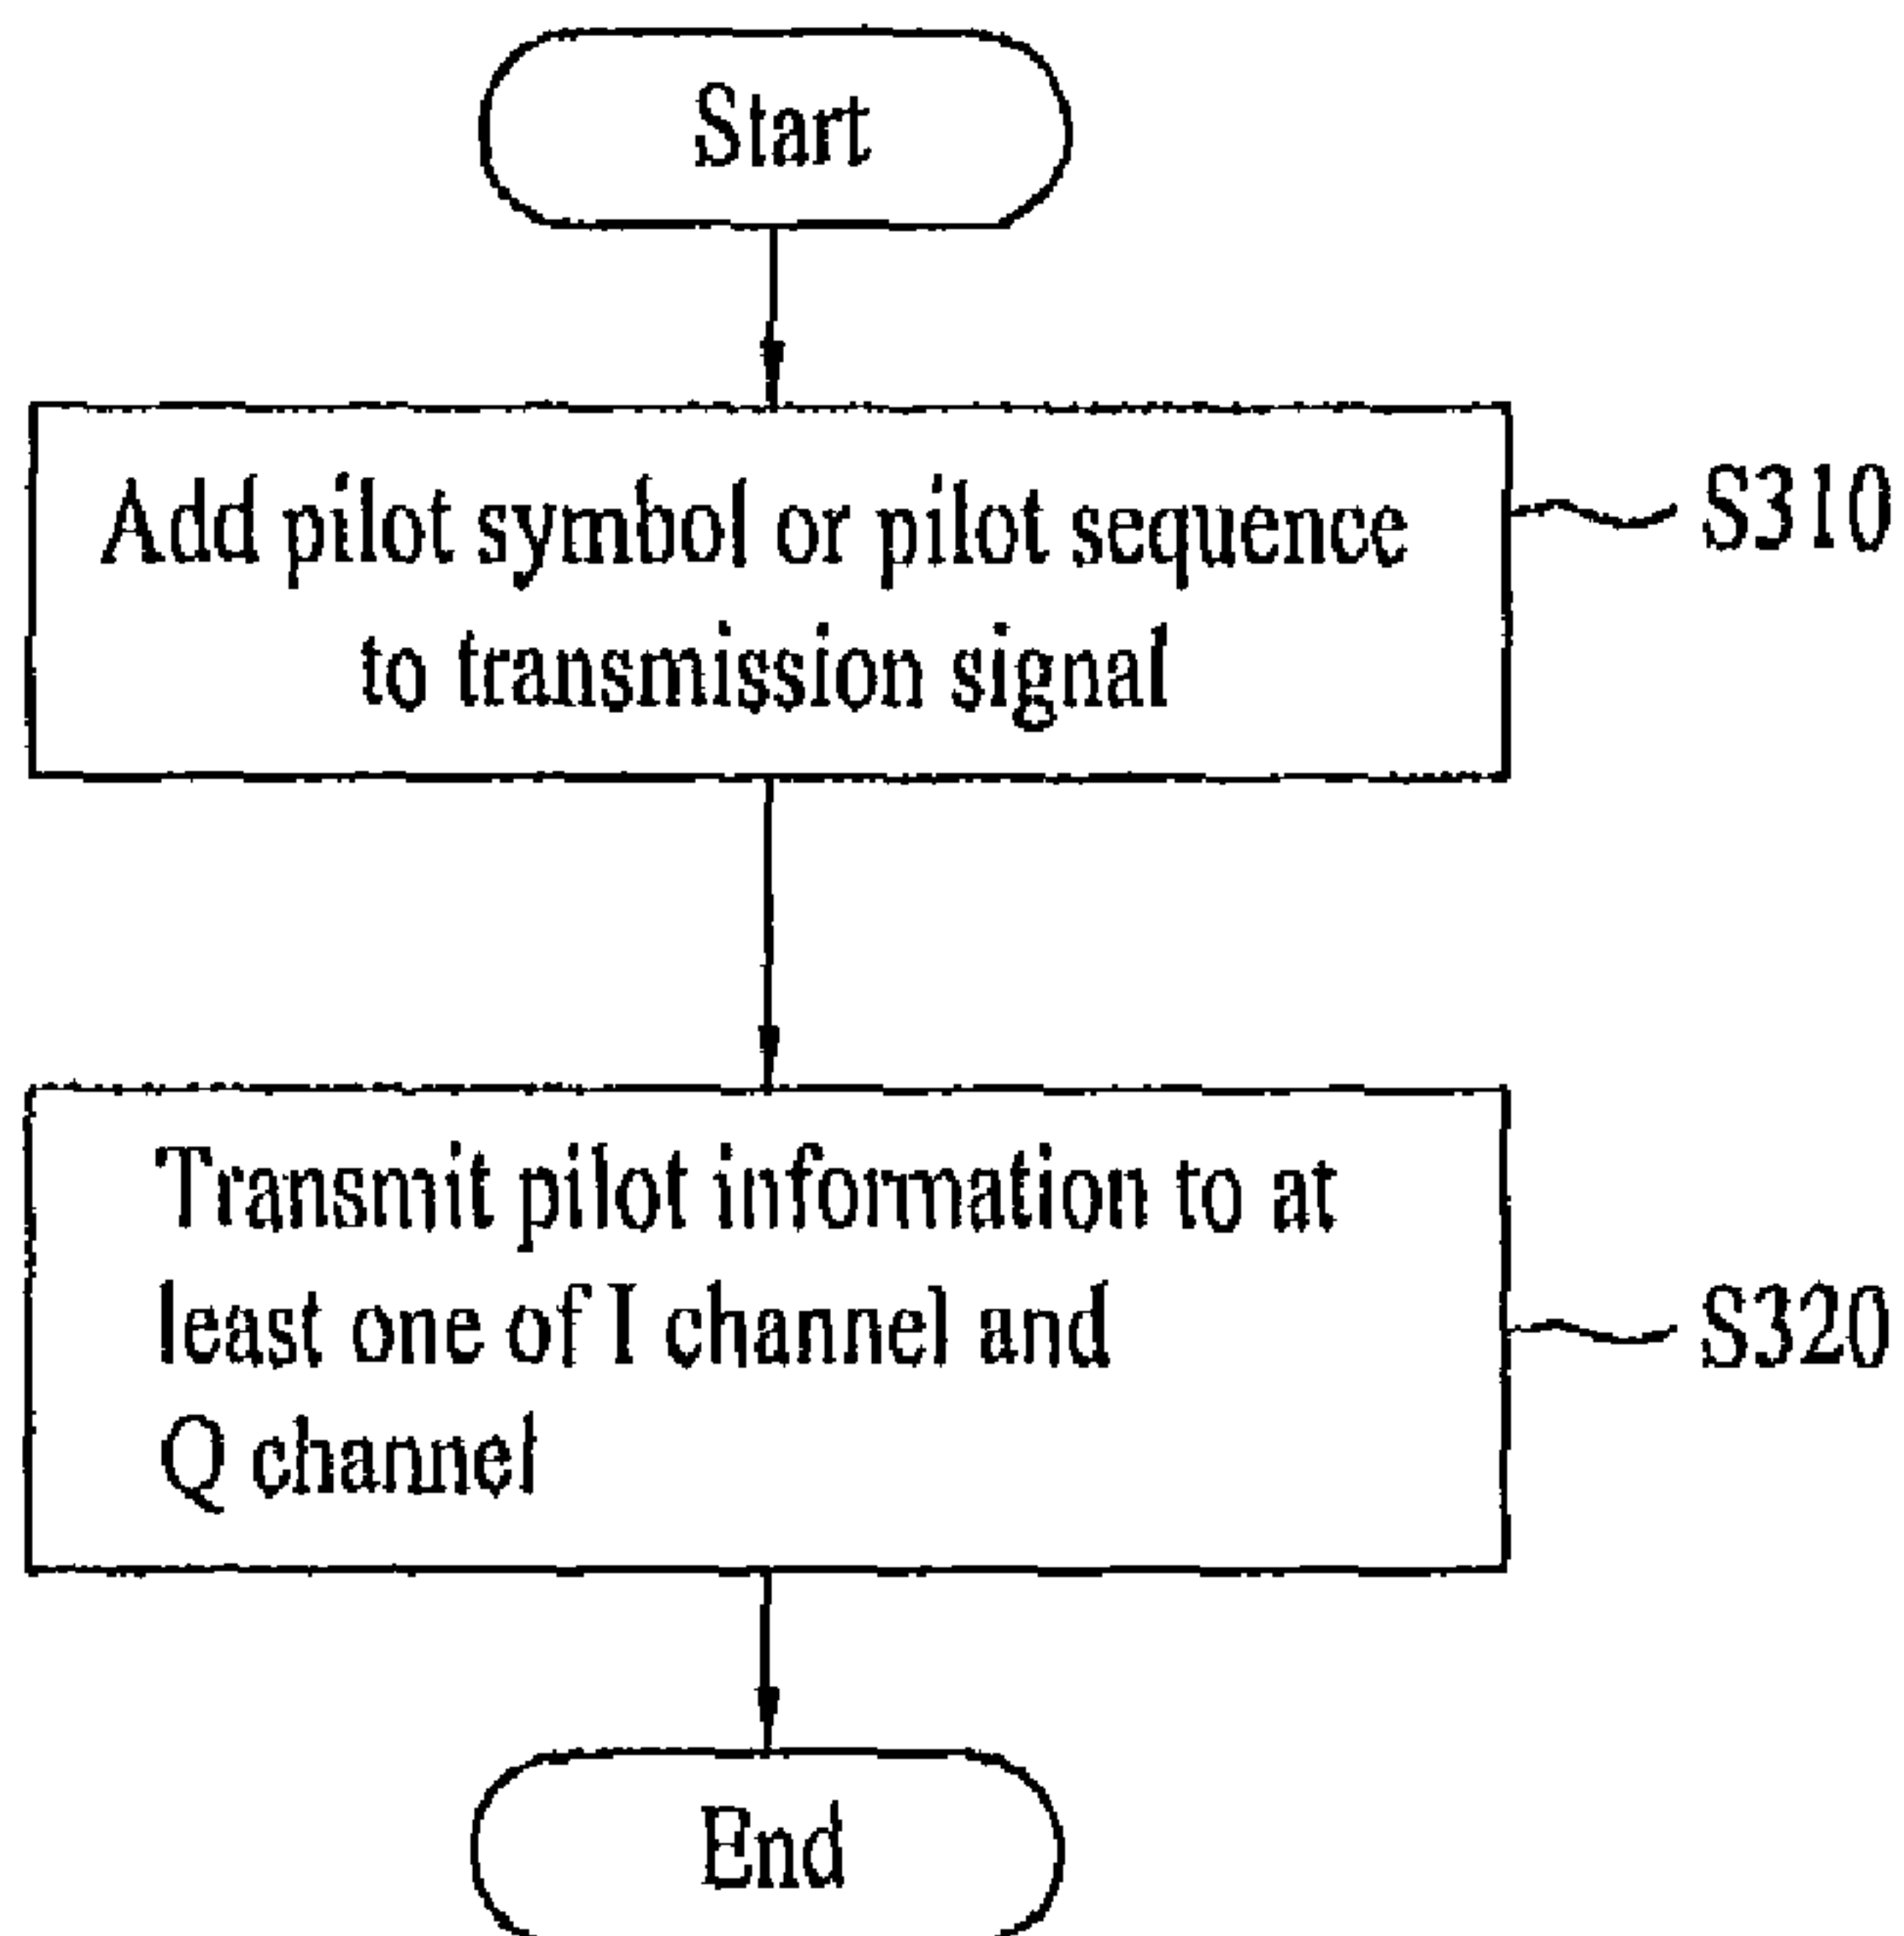 Start
Add pilot symbol or pilot sequence
to transmission signal
S310
Transmit pilot information to at
least one of I channel and
Q channel
S320
End